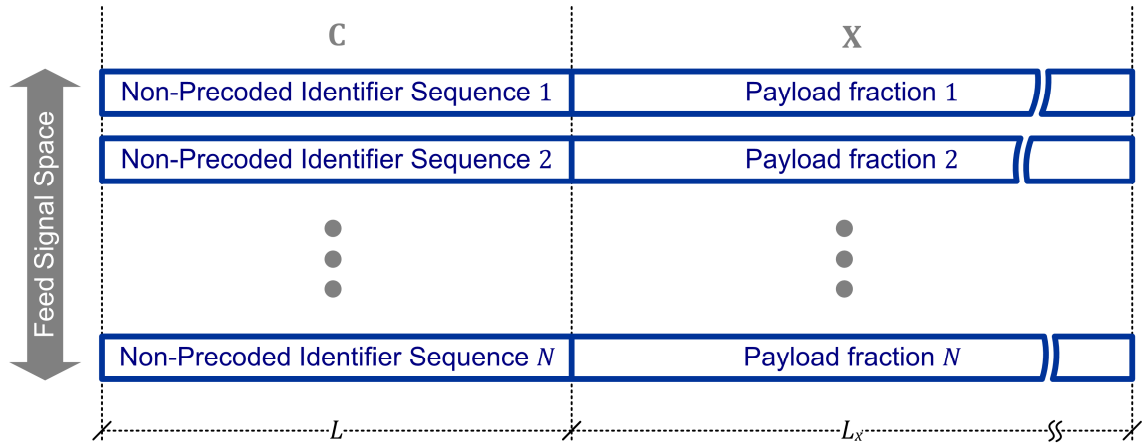 C X
Feed Signal Space
Non-Precoded Identifier Sequence 1 Payload fraction 1
Non-Precoded Identifier Sequence 2 Payload fraction 2
Non-Precoded Identifier Sequence N Payload fraction N
L Lx